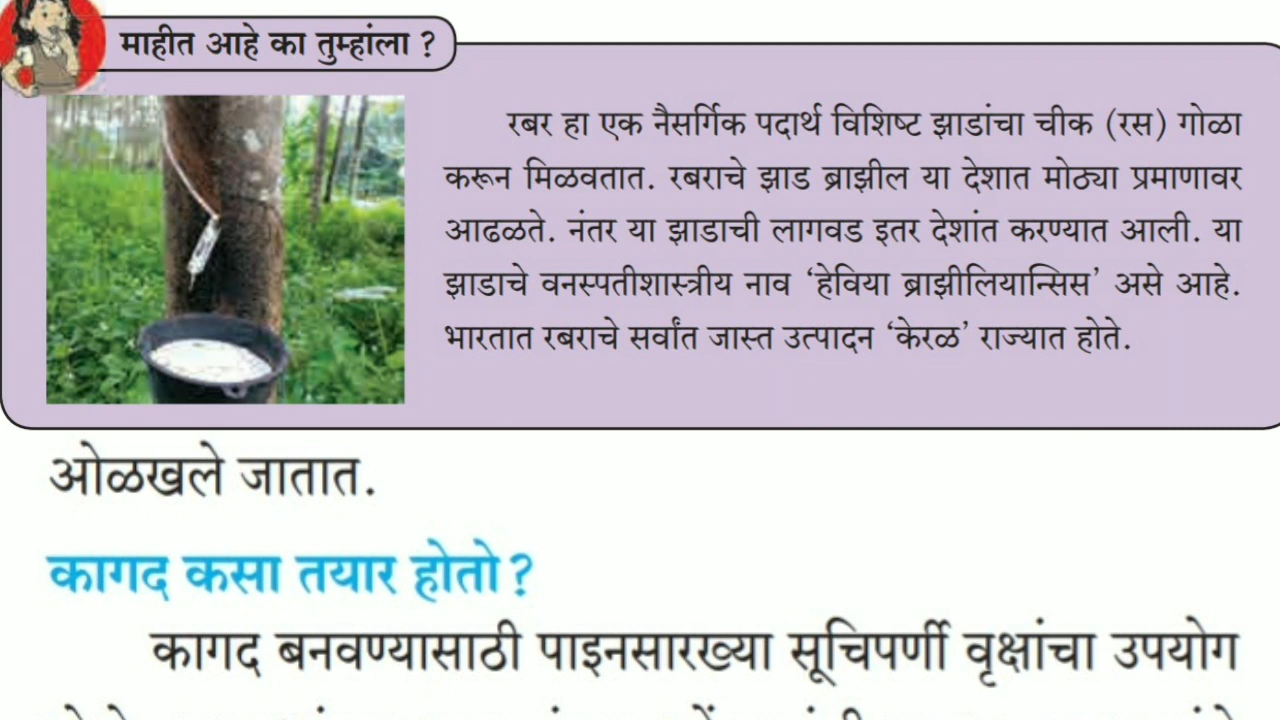 माहीत आहे का तुम्हांला ?
रबर हा एक नैसर्गिक पदार्थ विशिष्ट झाडांचा चीक (रस) गोळा
करून मिळवतात. रबराचे झाड ब्राझील या देशात मोठ्या प्रमाणावर
आढळते. नंतर या झाडाची लागवड इतर देशांत करण्यात आली. या
झाडाचे वनस्पतीशास्त्रीय नाव ‘हेविया ब्राझीलियान्सिस’ असे आहे.
भारतात रबराचे सर्वांत जास्त उत्पादन ‘केरळ’ राज्यात होते.
ओळखले जातात.
कागद कसा तयार होतो ?
कागद बनवण्यासाठी पाइनसारख्या सूचिपर्णी वृक्षांचा उपयोग